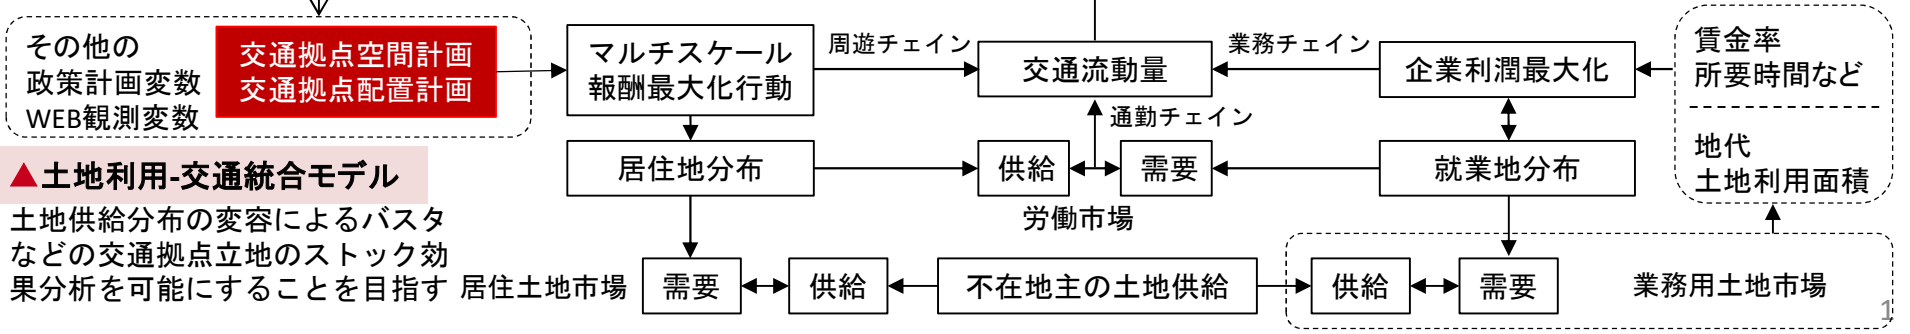 その他の
政策計画変数
WEB観測変数
交通拠点空間計画
交通拠点配置計画
マルチスケール
報酬最大化行動
周遊チェイン
交通流動量
業務チェイン
企業利潤最大化
賃金率
所要時間など
地代
土地利用面積
通勤チェイン
▲土地利用-交通統合モデル
土地供給分布の変容によるバスタ
などの交通拠点立地のストック効
果分析を可能にすることを目指す
居住地分布
供給
需要
就業地分布
労働市場
居住土地市場
需要
供給
不在地主の土地供給
供給
需要
業務用土地市場
1